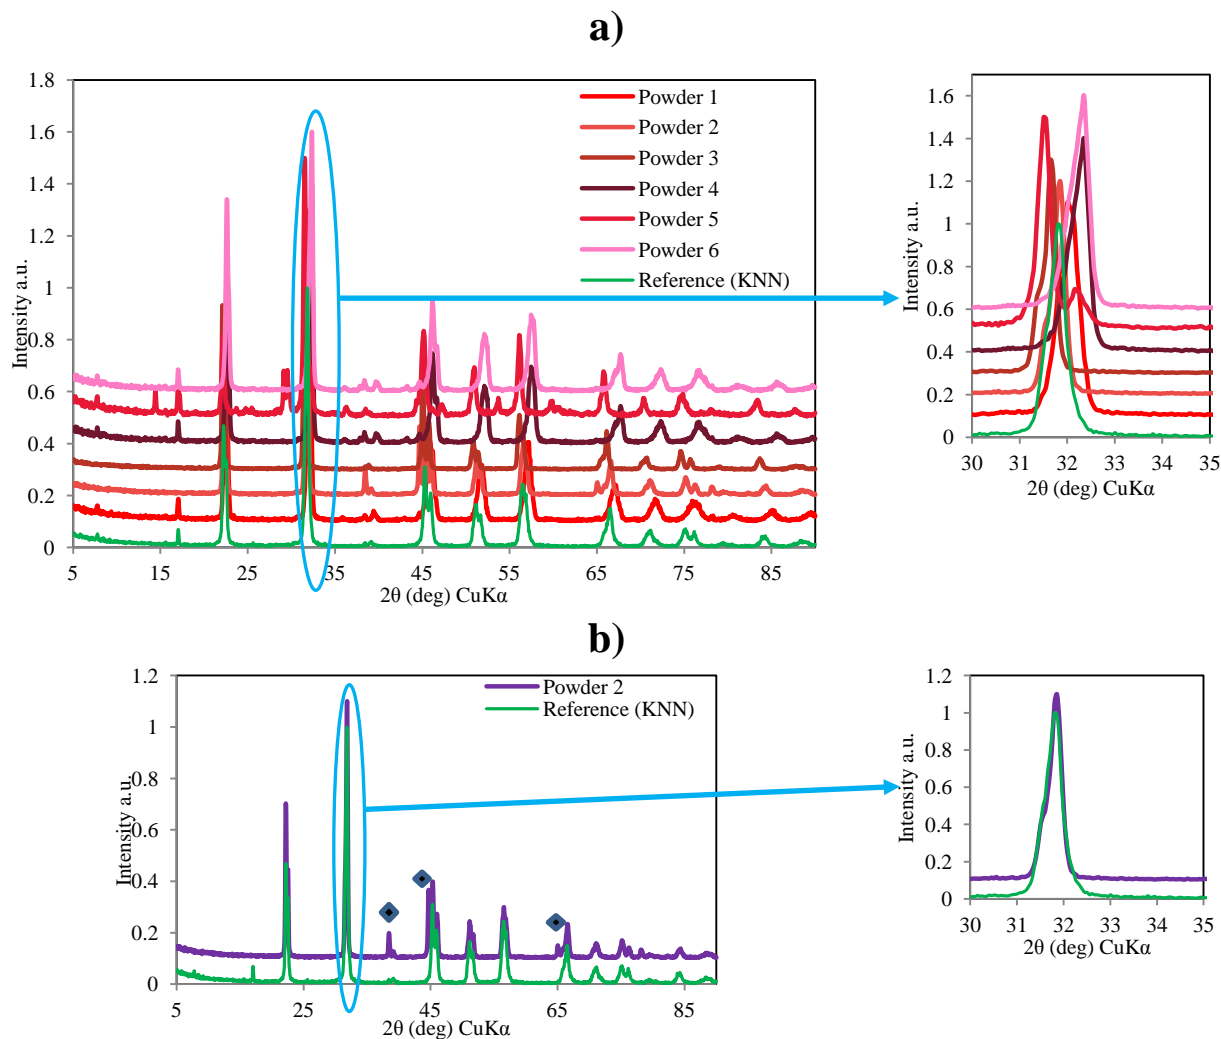 a)
1.8
1.6
1.4
1.2
1
0.8
0.6
0.4
0.2
0
Intensity a.u.
5 15 25 35 45 55 65 75 85
2θ (deg) CuKα
Powder 1
Powder 2
Powder 3
Powder 4
Powder 5
Powder 6
Reference (KNN)
1.6
1.4
1.2
1
0.8
0.6
0.4
0.2
0
Intensity a.u.
30 31 32 33 34 35
2θ (deg) CuKα
b)
1.2
1
0.8
0.6
0.4
0.2
0
Intensity a.u.
5 25 45 65 85
2θ (deg) CuKα
Powder 2
Reference (KNN)
1.2
1
0.8
0.6
0.4
0.2
0
Intensity a.u.
30 31 32 33 34 35
2θ (deg) CuKα